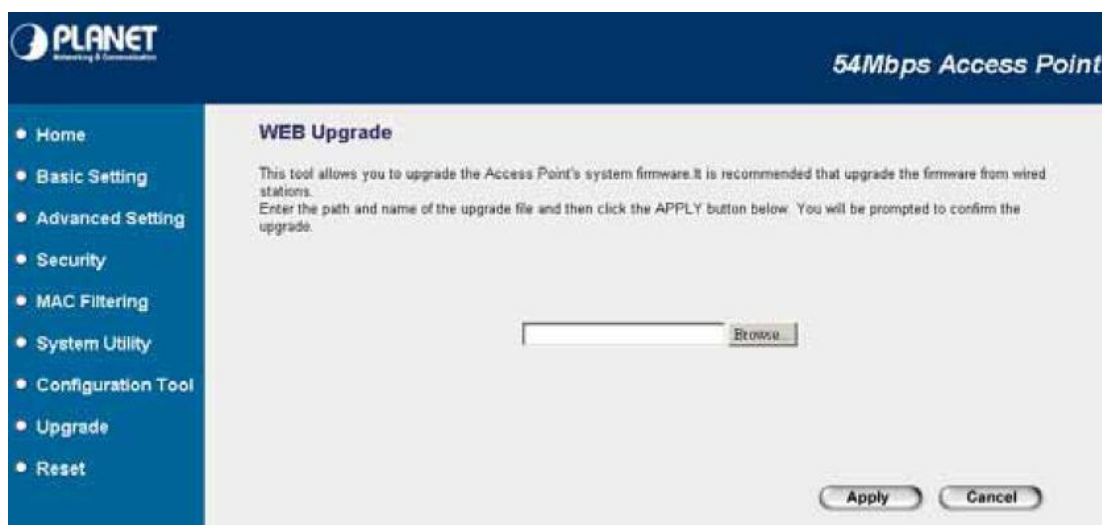 PLANET
Networking & Communication
54Mbps Access Point
Home
Basic Setting
Advanced Setting
Security
MAC Filtering
System Utility
Configuration Tool
Upgrade
Reset
WEB Upgrade
This tool allows you to upgrade the Access Point's system firmware.It is recommended that upgrade the firmware from wired
stations.
Enter the path and name of the upgrade file and then click the APPLY button below. You will be prompted to confirm the
upgrade.
Browse...
Apply
Cancel